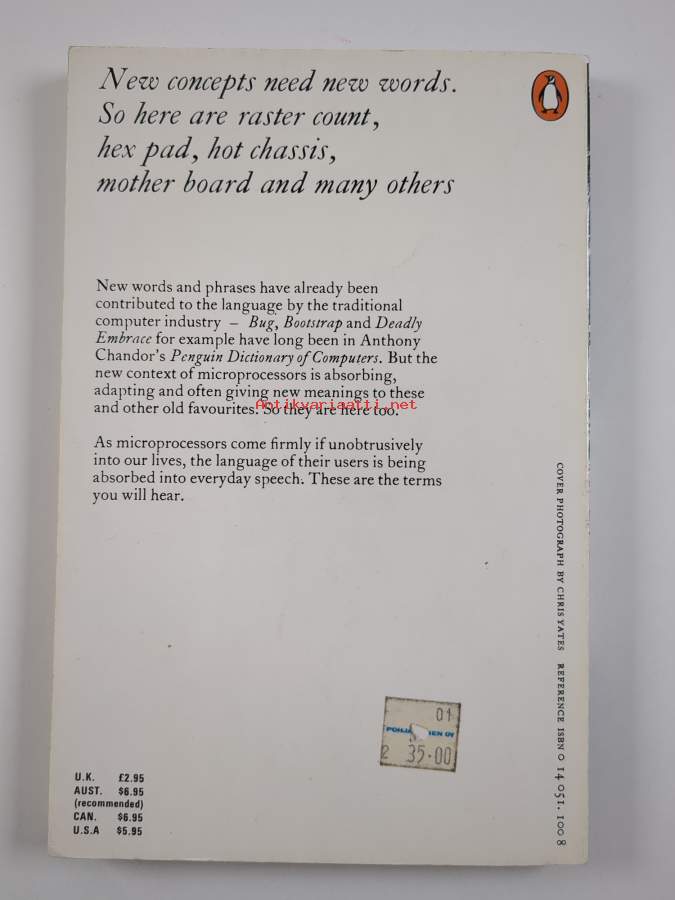 New concepts need new words.
So here are raster count,
hex pad, hot chassis,
mother board and many others
New words and phrases have already been
contributed to the language by the traditional
computer industry – Bug, Bootstrap and Deadly
Embrace for example have long been in Anthony
Chandor's Penguin Dictionary of Computers. But the
new context of microprocessors is absorbing,
adapting and often giving new meanings to these
and other old favourites. So they are here too.
Antikvariaatti.net
As microprocessors come firmly if unobtrusively
into our lives, the language of their users is being
absorbed into everyday speech. These are the terms
you will hear.
COVER PHOTOGRAPH BY CHRIS YATES REFERENCE ISBN 0 14 051. 100 8
01
2 35·00
U.K. £2.95
AUST. $6.95
(recommended)
CAN. $6.95
U.S.A $5.95